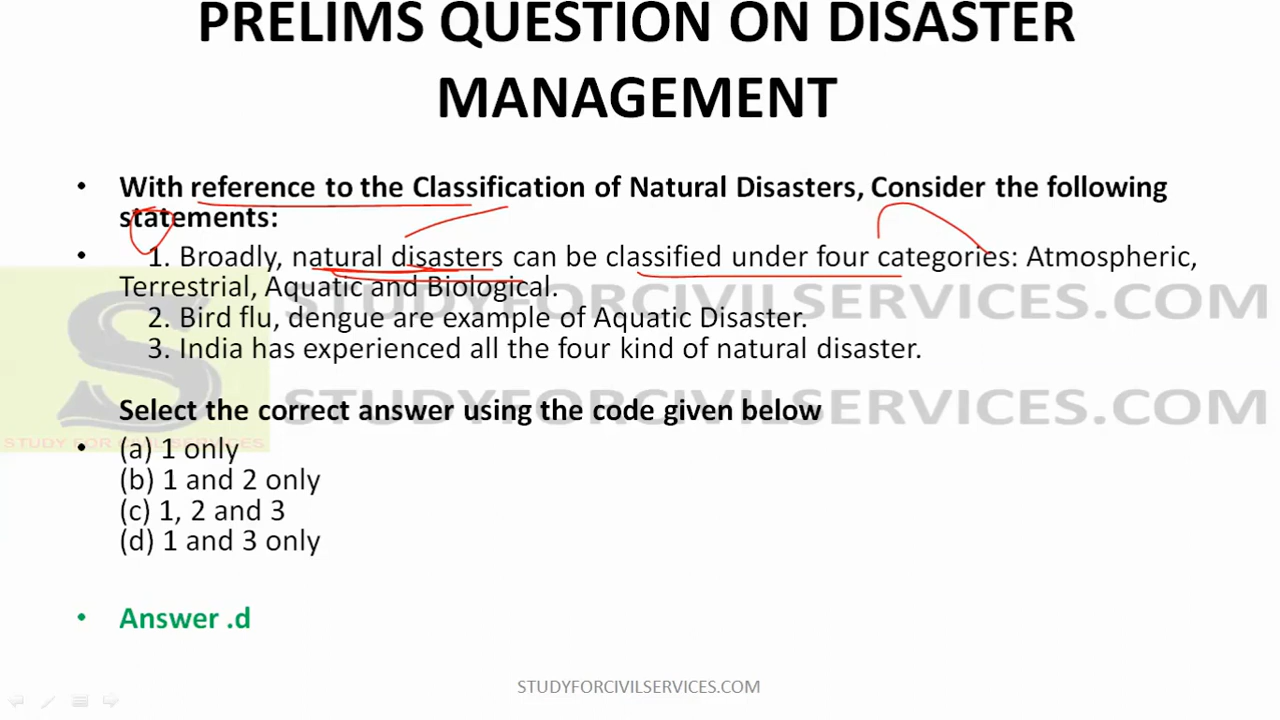 PRELIMS QUESTION ON DISASTER
MANAGEMENT
• With reference to the Classification of Natural Disasters, Consider the following
statements:
• 1. Broadly, natural disasters can be classified under four categories: Atmospheric,
Terrestrial, Aquatic and Biological.
STUDYFORCIVILSERVICES.COM
2. Bird flu, dengue are example of Aquatic Disaster.
3. India has experienced all the four kind of natural disaster.
STUDYFORCIVILSERVICES.COM
Select the correct answer using the code given below
STUDY FOR CIVIL SERVICES
• (a) 1 only
(b) 1 and 2 only
(c) 1, 2 and 3
(d) 1 and 3 only
• Answer .d
STUDYFORCIVILSERVICES.COM